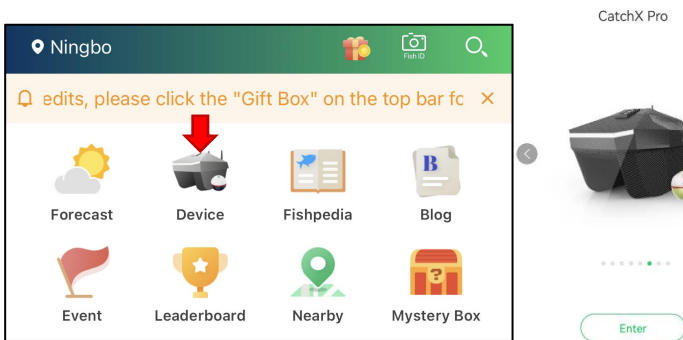 CatchX Pro
Ningbo
Fish ID
edits, please click the "Gift Box" on the top bar fo
Forecast
Device
Fishpedia
Blog
B
Event
Leaderboard
Nearby
Mystery Box
?
Enter